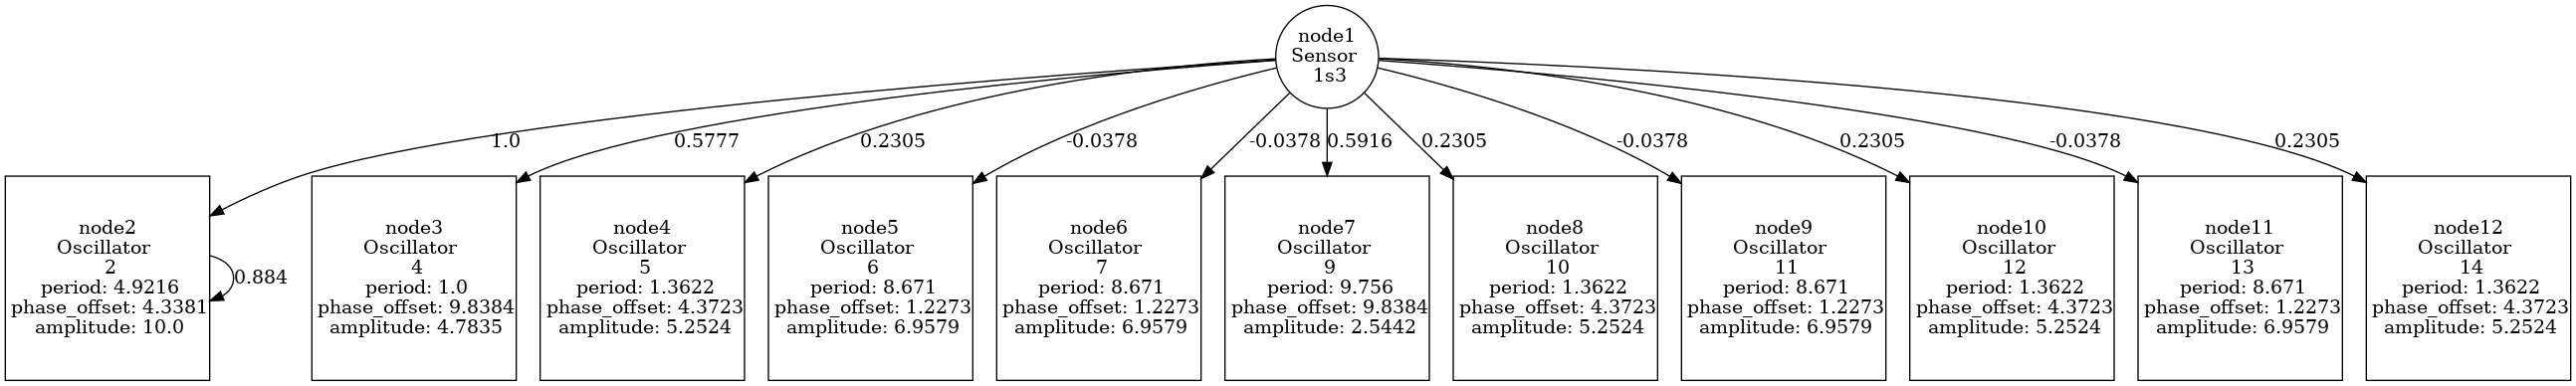 node1
Sensor
1s3
1.0
0.5777
0.2305
-0.0378
-0.0378
0.5916
0.2305
-0.0378
0.2305
-0.0378
0.2305
node2
Oscillator
2
period: 4.9216
phase_offset: 4.3381
amplitude: 10.0
0.884
node3
Oscillator
4
period: 1.0
phase_offset: 9.8384
amplitude: 4.7835
node4
Oscillator
5
period: 1.3622
phase_offset: 4.3723
amplitude: 5.2524
node5
Oscillator
6
period: 8.671
phase_offset: 1.2273
amplitude: 6.9579
node6
Oscillator
7
period: 8.671
phase_offset: 1.2273
amplitude: 6.9579
node7
Oscillator
9
period: 9.756
phase_offset: 9.8384
amplitude: 2.5442
node8
Oscillator
10
period: 1.3622
phase_offset: 4.3723
amplitude: 5.2524
node9
Oscillator
11
period: 8.671
phase_offset: 1.2273
amplitude: 6.9579
node10
Oscillator
12
period: 1.3622
phase_offset: 4.3723
amplitude: 5.2524
node11
Oscillator
13
period: 8.671
phase_offset: 1.2273
amplitude: 6.9579
node12
Oscillator
14
period: 1.3622
phase_offset: 4.3723
amplitude: 5.2524